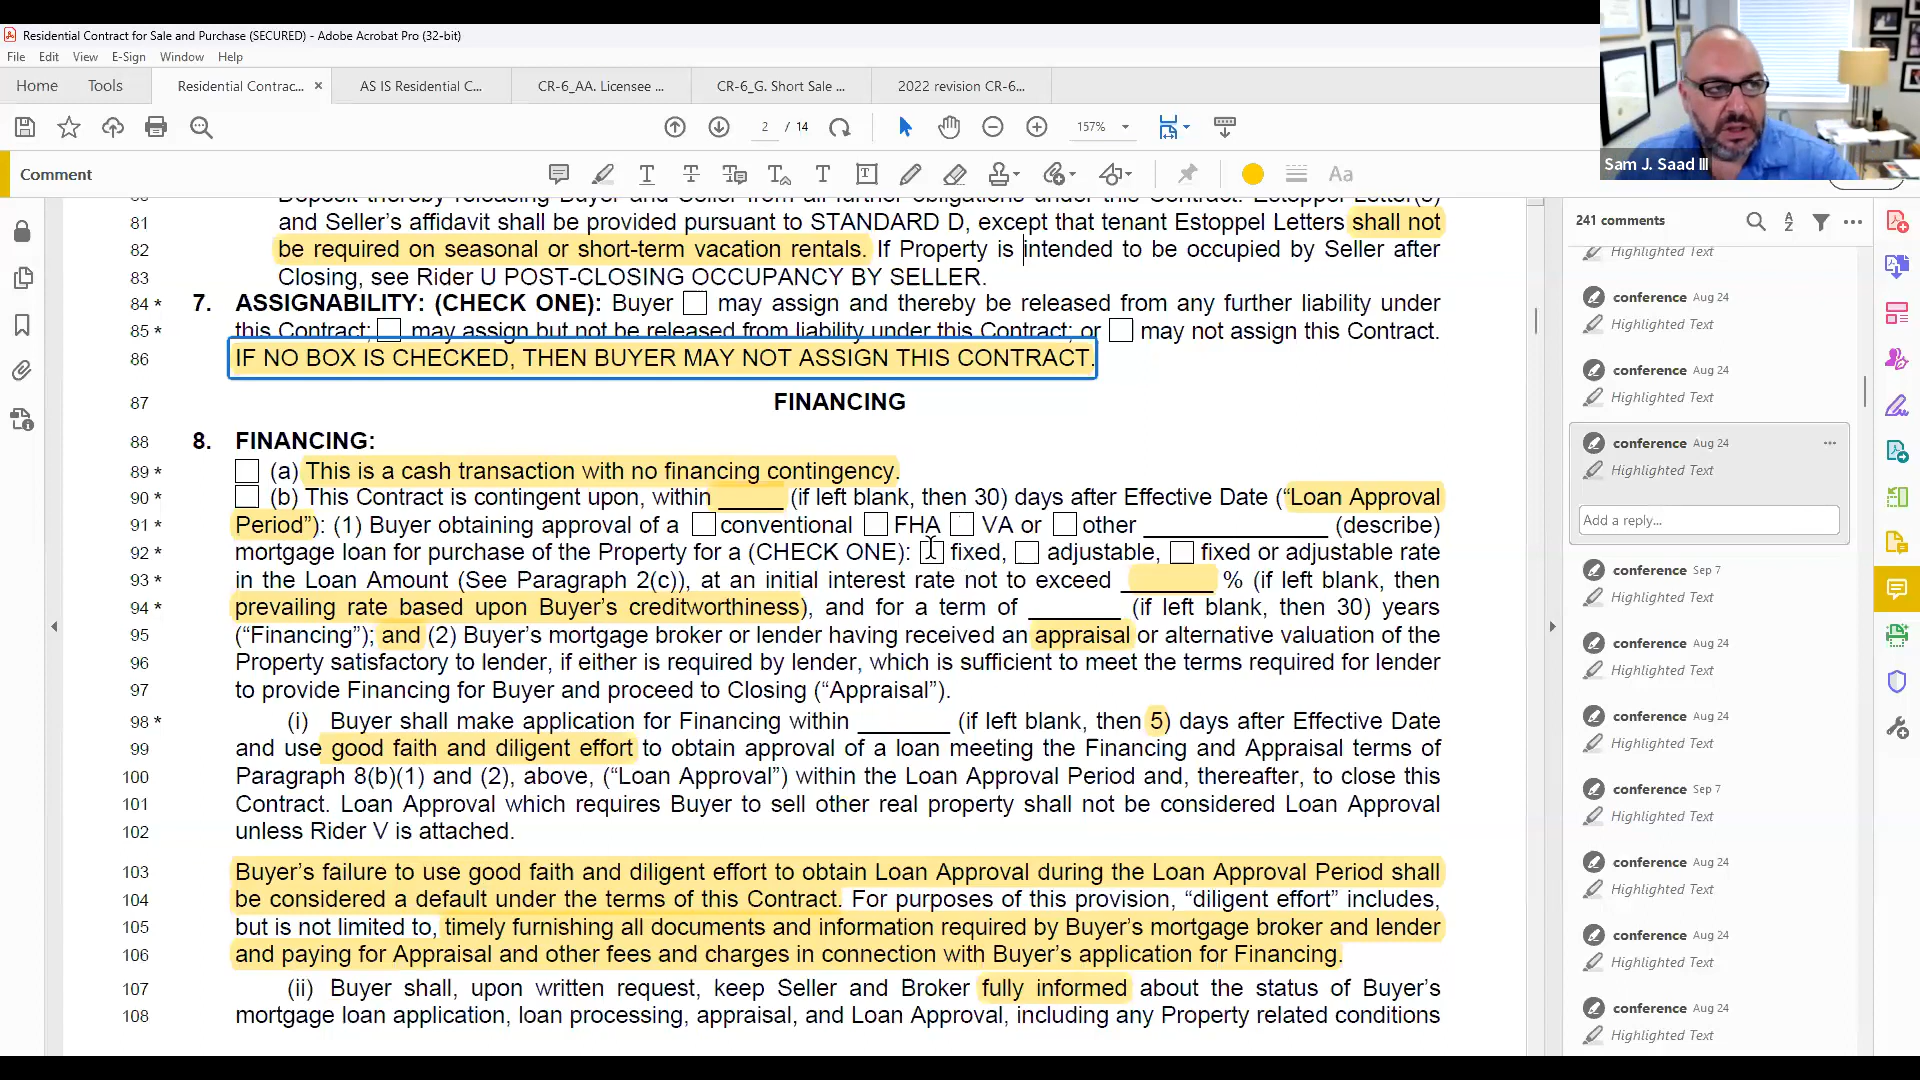 Residential Contract for Sale and Purchase (SECURED) - Adobe Acrobat Pro (32-bit)
File Edit View E-Sign Window Help
Home Tools Residential Contrac... × AS IS Residential C... CR-6_AA. Licensee ... CR-6_G. Short Sale ... 2022 revision CR-6...
2 / 14 157%
Sam J. Saad III
Comment
Aa
241 comments
Deposit thereby releasing Buyer and Seller from all further obligations under this Contract. Estoppel Letter(s)
81 and Seller's affidavit shall be provided pursuant to STANDARD D, except that tenant Estoppel Letters shall not
82 be required on seasonal or short-term vacation rentals. If Property is intended to be occupied by Seller after
83 Closing, see Rider U POST-CLOSING OCCUPANCY BY SELLER.
84 * 7. ASSIGNABILITY: (CHECK ONE): Buyer may assign and thereby be released from any further liability under
85 * this Contract; may assign but not be released from liability under this Contract; or may not assign this Contract.
86 IF NO BOX IS CHECKED, THEN BUYER MAY NOT ASSIGN THIS CONTRACT.
87 FINANCING
88 8. FINANCING:
89 * (a) This is a cash transaction with no financing contingency.
90 * (b) This Contract is contingent upon, within _____ (if left blank, then 30) days after Effective Date (“Loan Approval
91 * Period”): (1) Buyer obtaining approval of a conventional FHA VA or other ______________ (describe)
92 * mortgage loan for purchase of the Property for a (CHECK ONE): fixed, adjustable, fixed or adjustable rate
93 * in the Loan Amount (See Paragraph 2(c)), at an initial interest rate not to exceed _______ % (if left blank, then
94 * prevailing rate based upon Buyer's creditworthiness), and for a term of _______ (if left blank, then 30) years
95 (“Financing”); and (2) Buyer's mortgage broker or lender having received an appraisal or alternative valuation of the
96 Property satisfactory to lender, if either is required by lender, which is sufficient to meet the terms required for lender
97 to provide Financing for Buyer and proceed to Closing (“Appraisal”).
98 * (i) Buyer shall make application for Financing within _______ (if left blank, then 5) days after Effective Date
99 and use good faith and diligent effort to obtain approval of a loan meeting the Financing and Appraisal terms of
100 Paragraph 8(b)(1) and (2), above, (“Loan Approval”) within the Loan Approval Period and, thereafter, to close this
101 Contract. Loan Approval which requires Buyer to sell other real property shall not be considered Loan Approval
102 unless Rider V is attached.
103 Buyer's failure to use good faith and diligent effort to obtain Loan Approval during the Loan Approval Period shall
104 be considered a default under the terms of this Contract. For purposes of this provision, “diligent effort” includes,
105 but is not limited to, timely furnishing all documents and information required by Buyer's mortgage broker and lender
106 and paying for Appraisal and other fees and charges in connection with Buyer's application for Financing.
107 (ii) Buyer shall, upon written request, keep Seller and Broker fully informed about the status of Buyer's
108 mortgage loan application, loan processing, appraisal, and Loan Approval, including any Property related conditions
Highlighted Text
conference Aug 24
Highlighted Text
conference Aug 24
Highlighted Text
conference Aug 24
Highlighted Text
Add a reply...
conference Sep 7
Highlighted Text
conference Aug 24
Highlighted Text
conference Aug 24
Highlighted Text
conference Sep 7
Highlighted Text
conference Aug 24
Highlighted Text
conference Aug 24
Highlighted Text
conference Aug 24
Highlighted Text